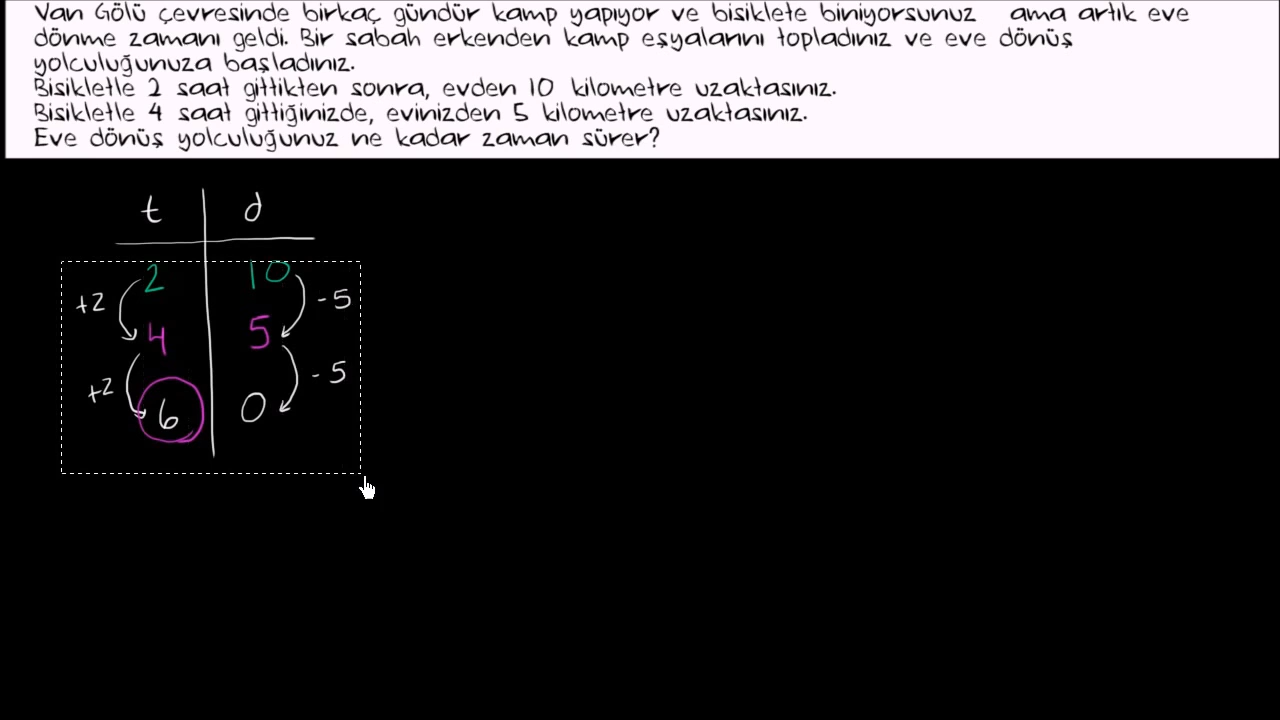 Van Gölü çevresinde birkaç gündür kamp yapıyor ve bisiklete biniyorsunuz ama artık eve
dönme zamanı geldi. Bir sabah erkenden kamp eşyalarını topladınız ve eve dönüş
yolculuğunuza başladınız.
Bisikletle 2 saat gittikten sonra, evden 10 kilometre uzaktasınız.
Bisikletle 4 saat gittiğinizde, evinizden 5 kilometre uzaktasınız.
Eve dönüş yolculuğunuz ne kadar zaman sürer?
t d
2 10
+2 -5
4 5
+2 -5
6 0